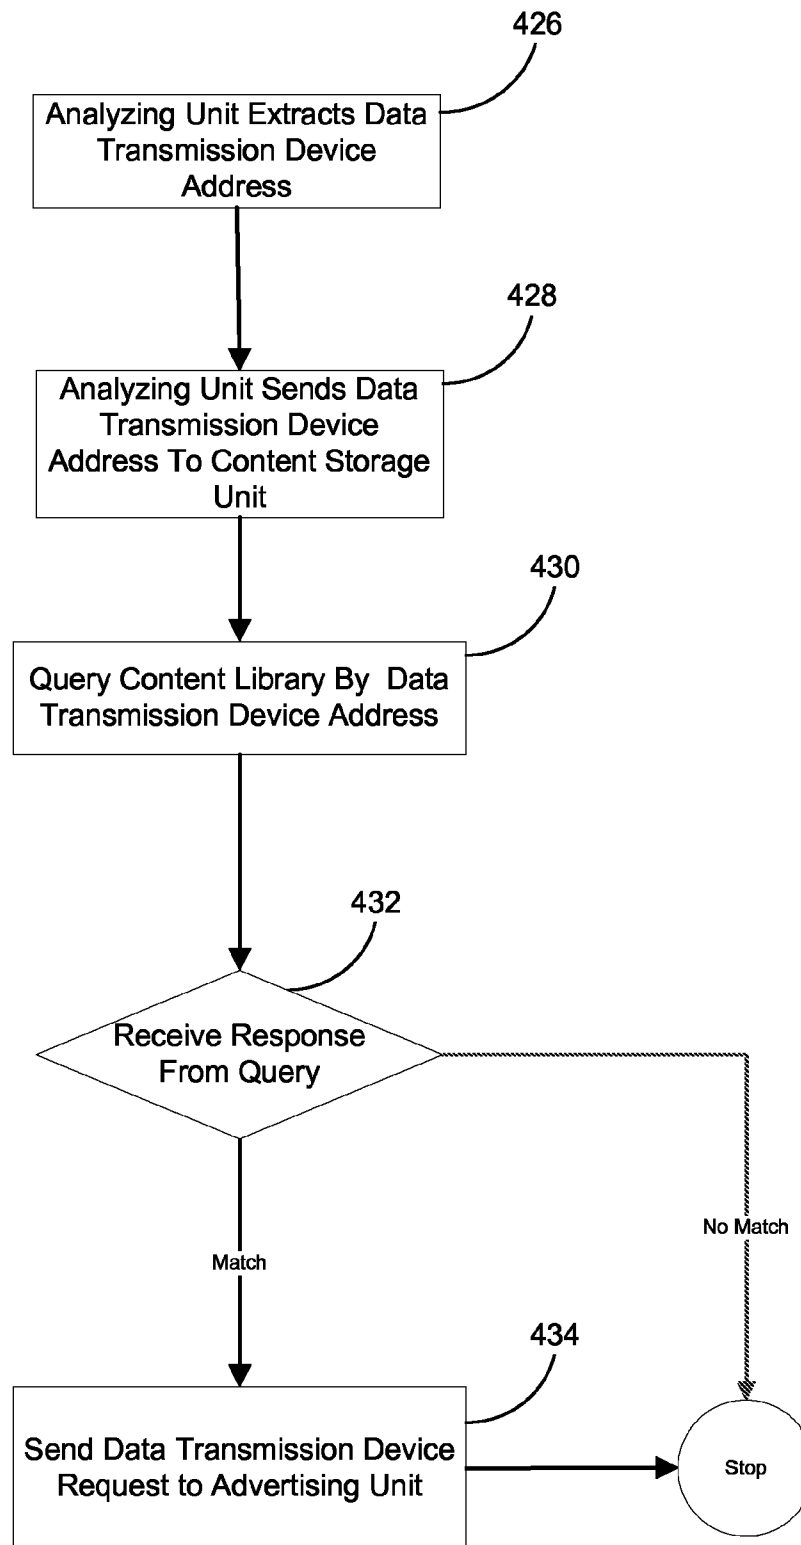 426
Analyzing Unit Extracts Data
Transmission Device
Address
428
Analyzing Unit Sends Data
Transmission Device
Address To Content Storage
Unit
430
Query Content Library By  Data
Transmission Device Address
432
Receive Response
From Query
No Match
Match
434
Send Data Transmission Device
Request to Advertising Unit
Stop